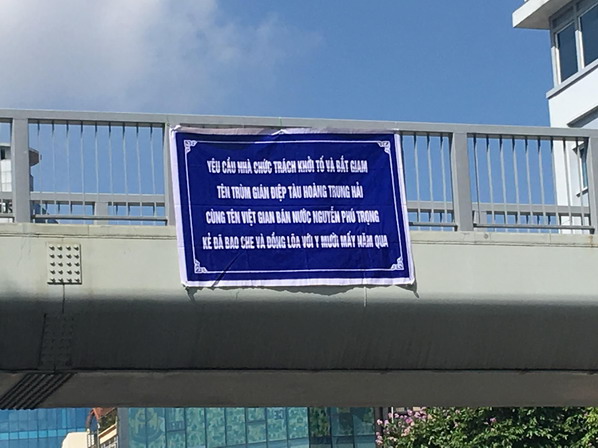 YÊU CẦU NHÀ CHỨC TRÁCH KHỞI TỐ VÀ BẮT GIAM
TÊN TRÙM GIÁN ĐIỆP TÀU HOÀNG TRUNG HẢI
CÙNG TÊN VIỆT GIAN BÁN NƯỚC NGUYỄN PHÚ TRỌNG
KẺ ĐÃ BAO CHE VÀ ĐỒNG LÕA VỚI Y MƯỜI MẤY NĂM QUA